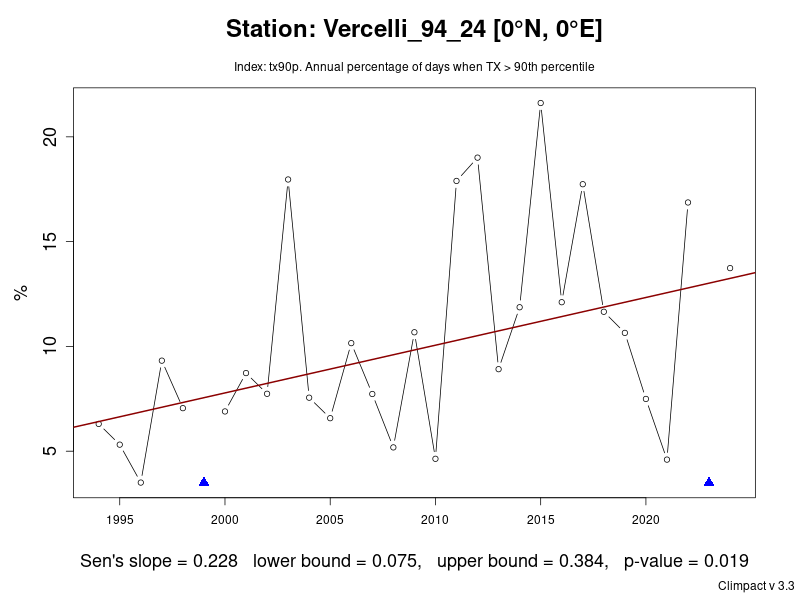 Station: Vercelli_94_24 [0°N, 0°E]
Index: tx90p. Annual percentage of days when TX > 90th percentile
%
20
15
10
5
1995 2000 2005 2010 2015 2020
Sen's slope = 0.228 lower bound = 0.075, upper bound = 0.384, p-value = 0.019
Climpact v 3.3